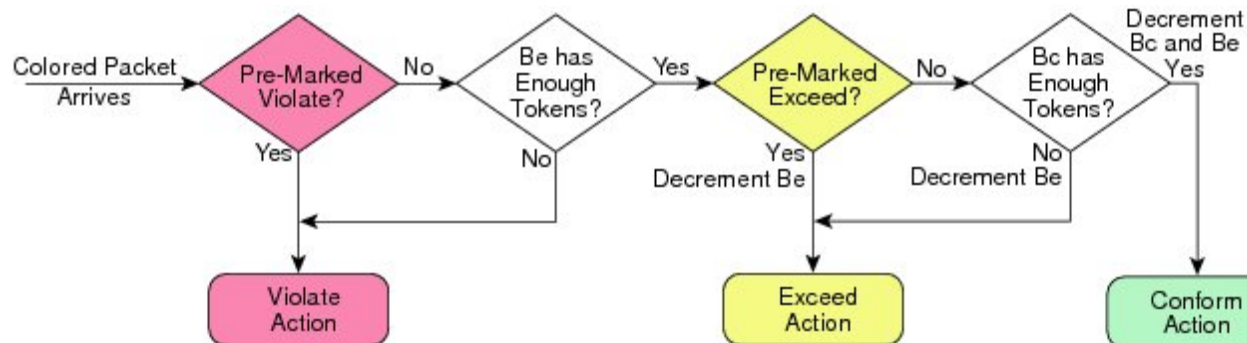 Colored Packet
Arrives
Pre-Marked
Violate?
No
Yes
Be has
Enough
Tokens?
Yes
No
Pre-Marked
Exceed?
No
Yes
Decrement Be
Bc has
Enough
Tokens?
No
Decrement Be
Decrement
Bc and Be
Yes
Violate
Action
Exceed
Action
Conform
Action